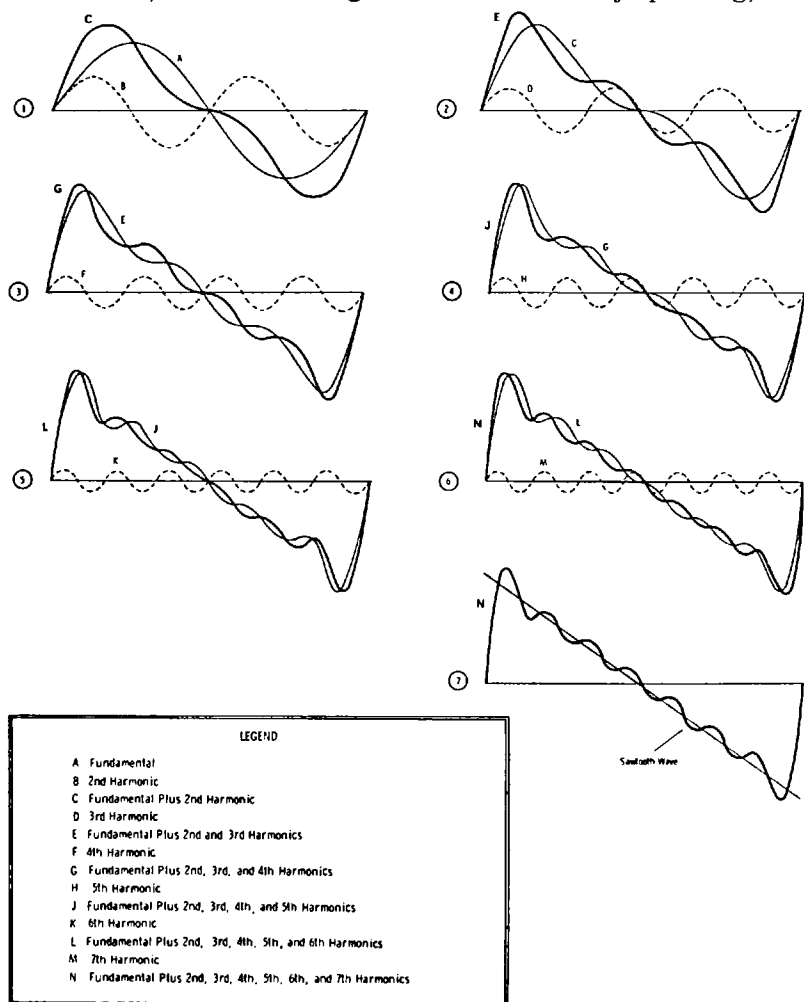 C
A
B
1
E
C
D
2
G
E
F
3
J
G
H
4
L
J
K
5
N
L
M
6
N
7
Sawtooth Wave
LEGEND
A Fundamental
B 2nd Harmonic
C Fundamental Plus 2nd Harmonic
D 3rd Harmonic
E Fundamental Plus 2nd and 3rd Harmonics
F 4th Harmonic
G Fundamental Plus 2nd, 3rd, and 4th Harmonics
H 5th Harmonic
J Fundamental Plus 2nd, 3rd, 4th, and 5th Harmonics
K 6th Harmonic
L Fundamental Plus 2nd, 3rd, 4th, 5th, and 6th Harmonics
M 7th Harmonic
N Fundamental Plus 2nd, 3rd, 4th, 5th, 6th, and 7th Harmonics